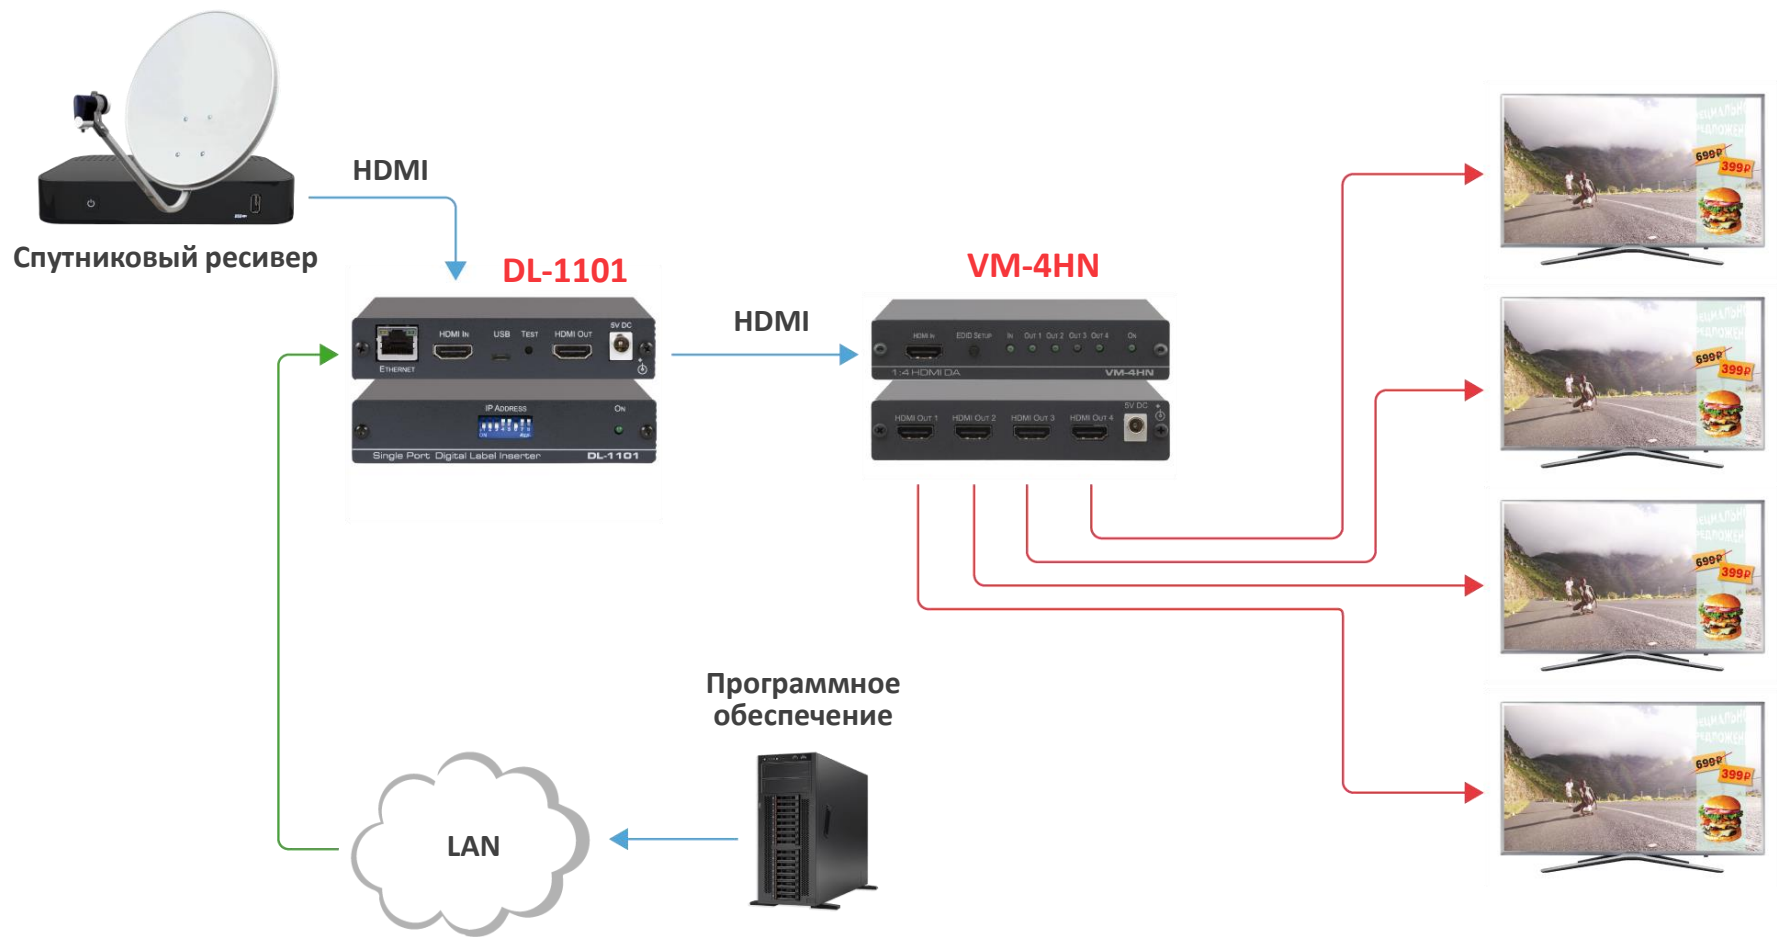 HDMI
Спутниковый ресивер
DL-1101
HDMI IN
USB
TEST
HDMI OUT
5V DC
ETHERNET
IP ADDRESS
ON
Single Port Digital Label Inserter
DL-1101
HDMI
VM-4HN
HDMI IN
EDID SETUP
IN
OUT 1
OUT 2
OUT 3
OUT 4
ON
1:4 HDMI DA
VM-4HN
HDMI OUT 1
HDMI OUT 2
HDMI OUT 3
HDMI OUT 4
5V DC
699₽
399₽
699₽
399₽
699₽
399₽
699₽
399₽
Программное
обеспечение
LAN